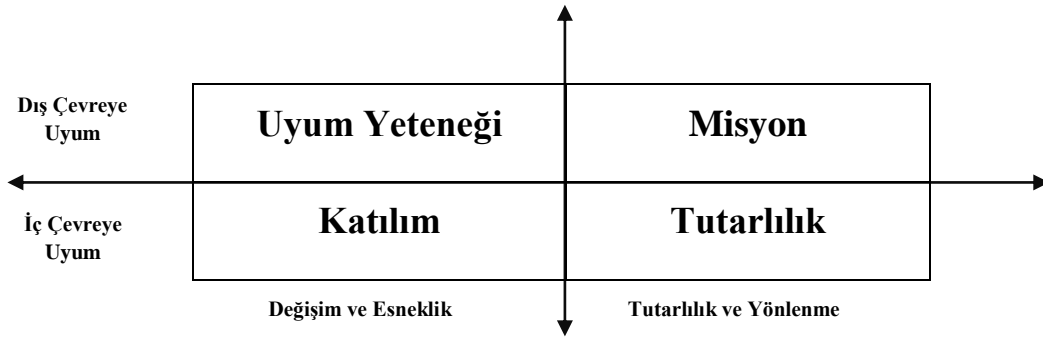 Dış Çevreye
Uyum
Uyum Yeteneği
Misyon
İç Çevreye
Uyum
Katılım
Tutarlılık
Değişim ve Esneklik
Tutarlılık ve Yönlenme